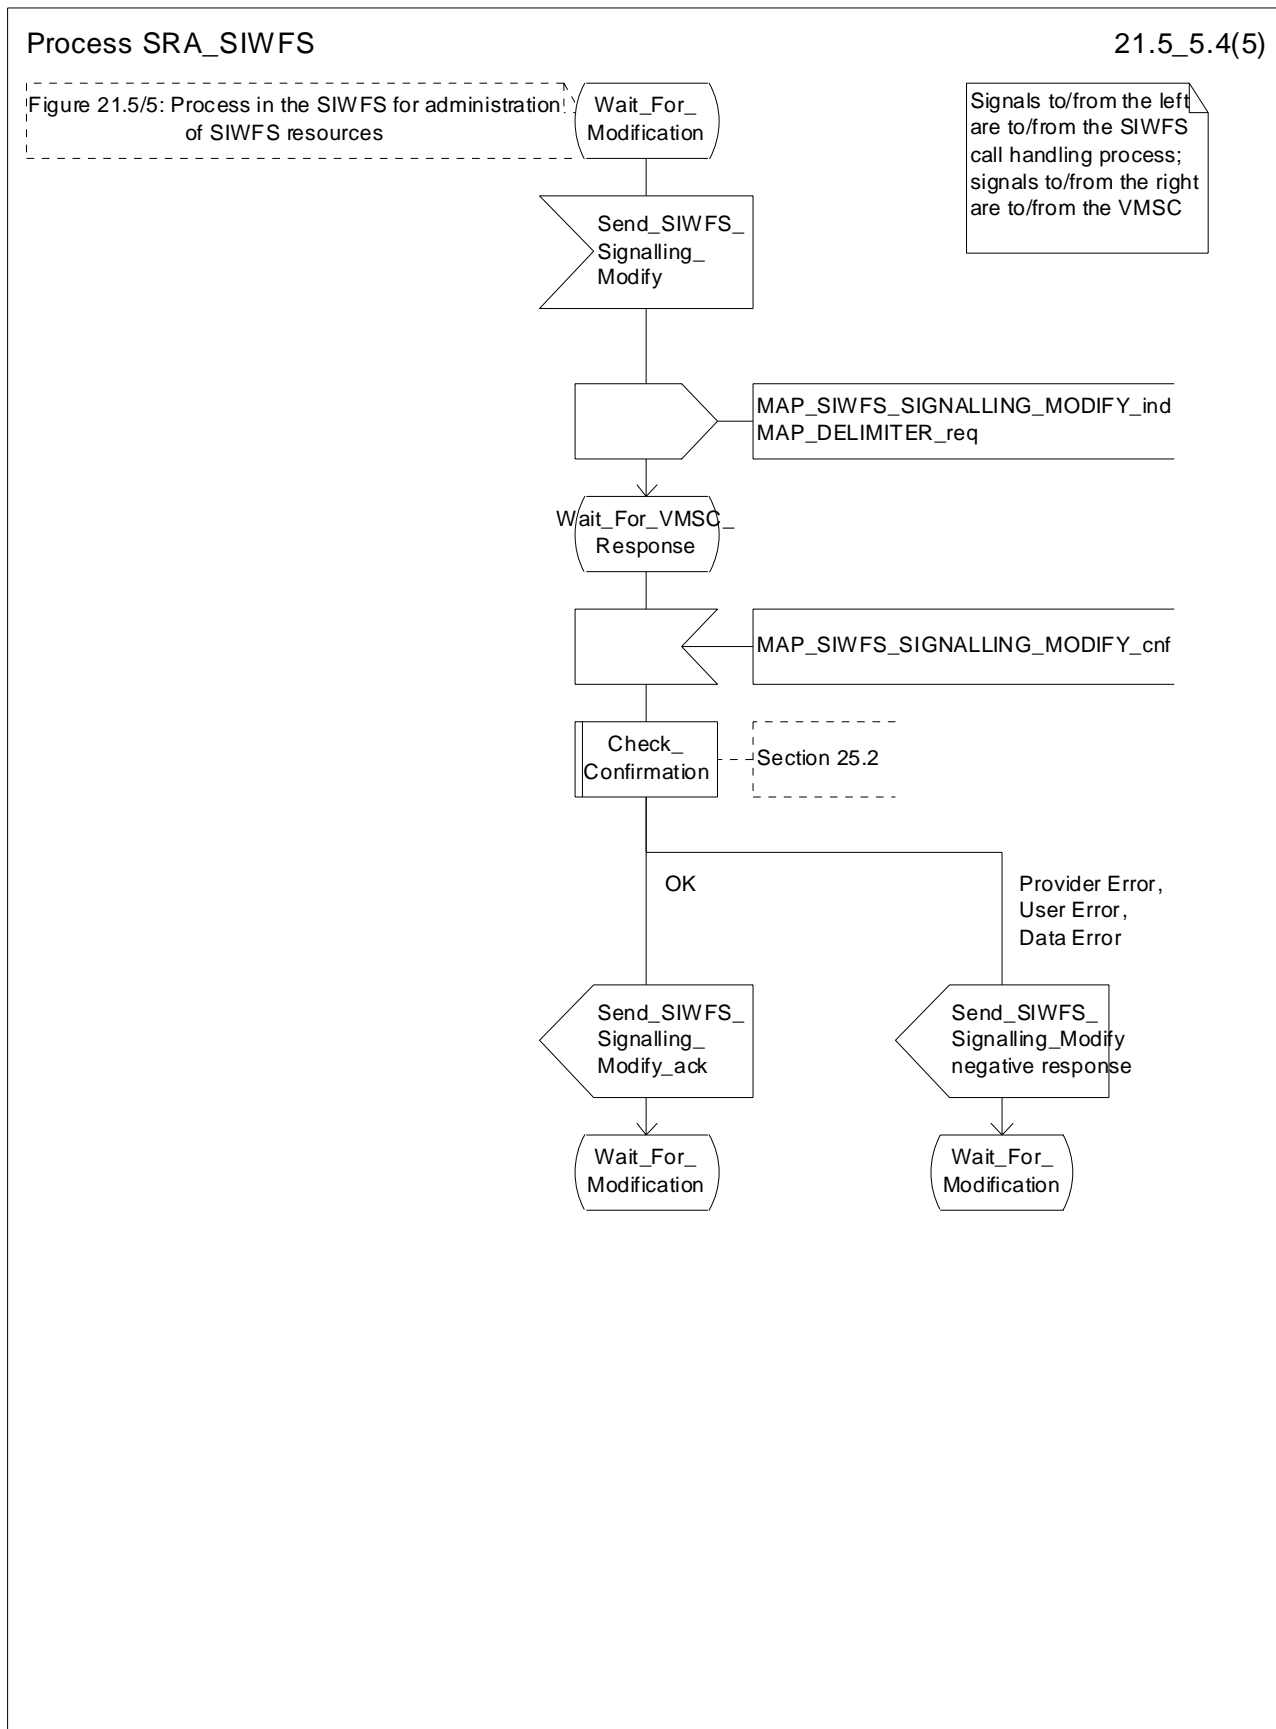 Process SRA_SIWFS
21.5_5.4(5)
Figure 21.5/5: Process in the SIWFS for administration
of SIWFS resources
Wait_For_
Modification
Signals to/from the left
are to/from the SIWFS
call handling process;
signals to/from the right
are to/from the VMSC
Send_SIWFS_
Signalling_
Modify
MAP_SIWFS_SIGNALLING_MODIFY_ind
MAP_DELIMITER_req
Wait_For_VMSC_
Response
MAP_SIWFS_SIGNALLING_MODIFY_cnf
Check_
Confirmation
Section 25.2
OK
Provider Error,
User Error,
Data Error
Send_SIWFS_
Signalling_
Modify_ack
Send_SIWFS_
Signalling_Modify
negative response
Wait_For_
Modification
Wait_For_
Modification